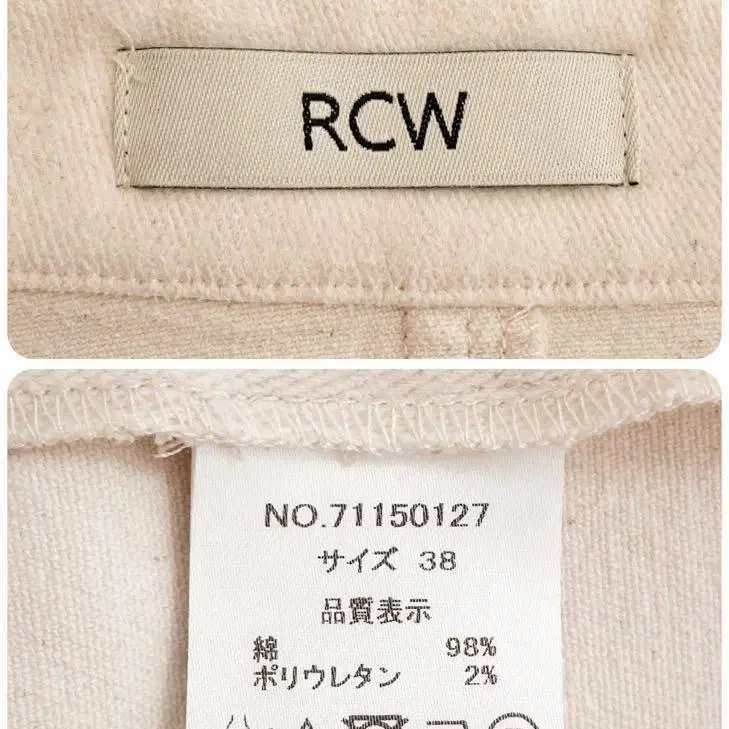 RCW
NO.71150127
サイズ 38
品質表示
綿 98%
ポリウレタン 2%